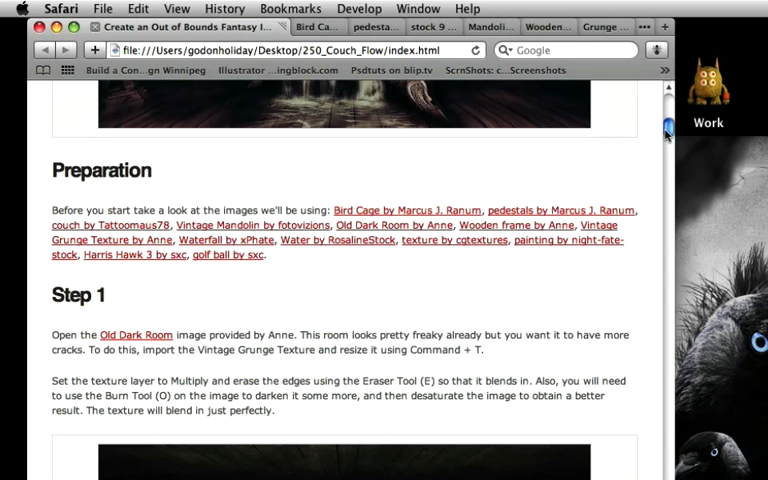 Safari File Edit View History Bookmarks Develop Window Help
Create an Out of Bounds Fantasy I... Bird Ca... pedesta... stock 9 ... Mandoli... Wooden... Grunge ...
file:///Users/godonholiday/Desktop/250_Couch_Flow/index.html Google
Build a Con...gn Winnipeg Illustrator ...ingblock.com Psdtuts on blip.tv ScrnShots: c...Screenshots
Work
Preparation
Before you start take a look at the images we'll be using: Bird Cage by Marcus J. Ranum, pedestals by Marcus J. Ranum,
couch by Tattoomaus78, Vintage Mandolin by fotovizions, Old Dark Room by Anne, Wooden frame by Anne, Vintage
Grunge Texture by Anne, Waterfall by xPhate, Water by RosalineStock, texture by cgtextures, painting by night-fate-
stock, Harris Hawk 3 by sxc, golf ball by sxc.
Step 1
Open the Old Dark Room image provided by Anne. This room looks pretty freaky already but you want it to have more
cracks. To do this, import the Vintage Grunge Texture and resize it using Command + T.
Set the texture layer to Multiply and erase the edges using the Eraser Tool (E) so that it blends in. Also, you will need
to use the Burn Tool (O) on the image to darken it some more, and then desaturate the image to obtain a better
result. The texture will blend in just perfectly.